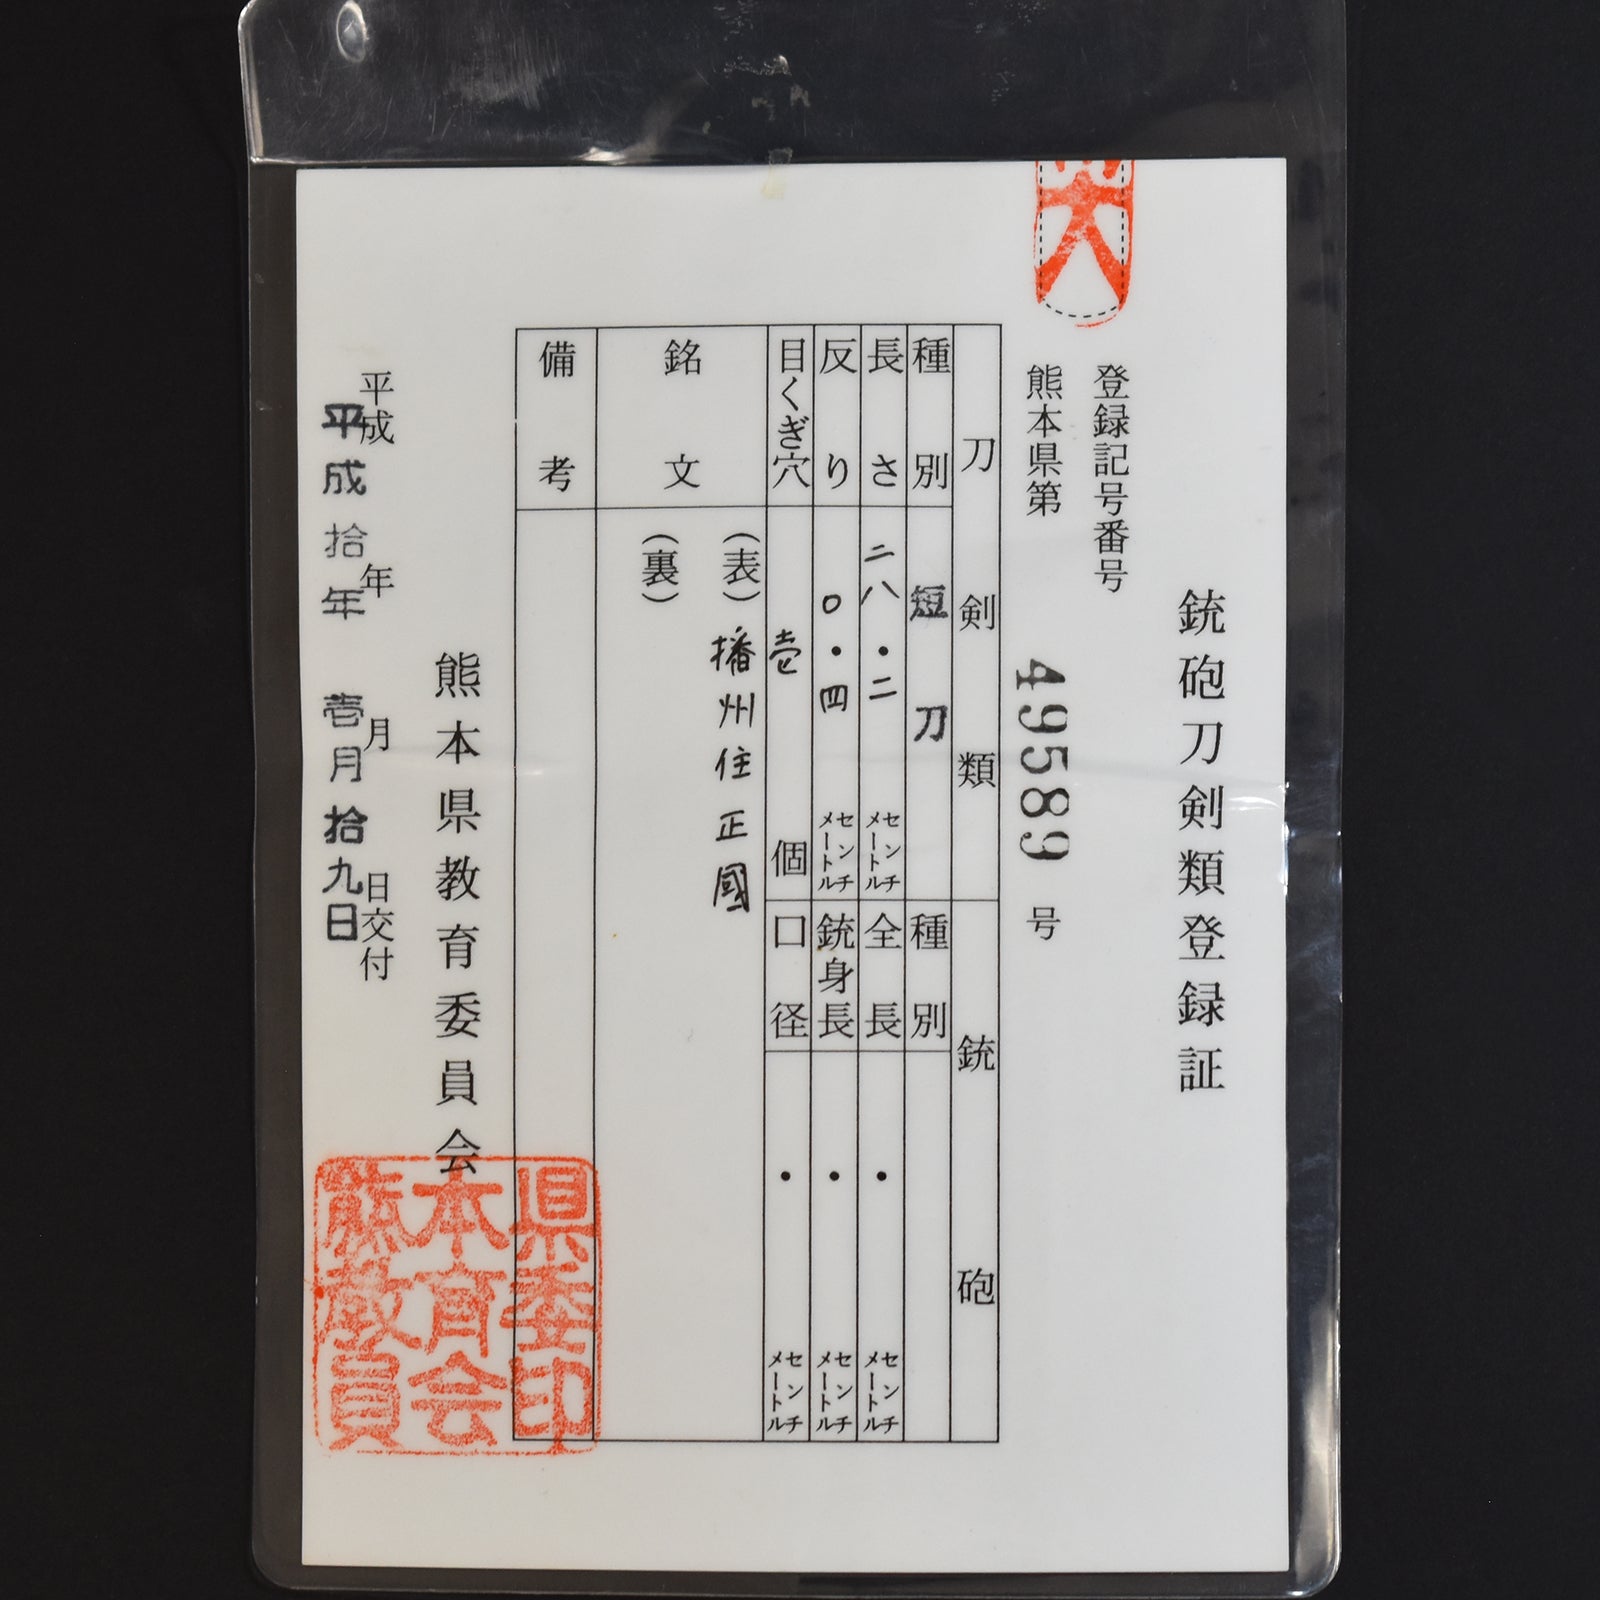 銃砲刀剣類登録証
登録記号番号
熊本県第 49589 号
刀剣類
銃砲
種別 短刀
種別
長さ 二八・二 センチメートル
全長 ・ センチメートル
反り 〇・四 センチメートル
銃身長 ・ センチメートル
目くぎ穴 壱 個
口径 ・ センチメートル
銘文 (表) 播州住正國
(裏)
備考
熊本県教育委員会
平成 年 月 日交付
平成拾年 壱月拾九日
熊本県教育委員会印